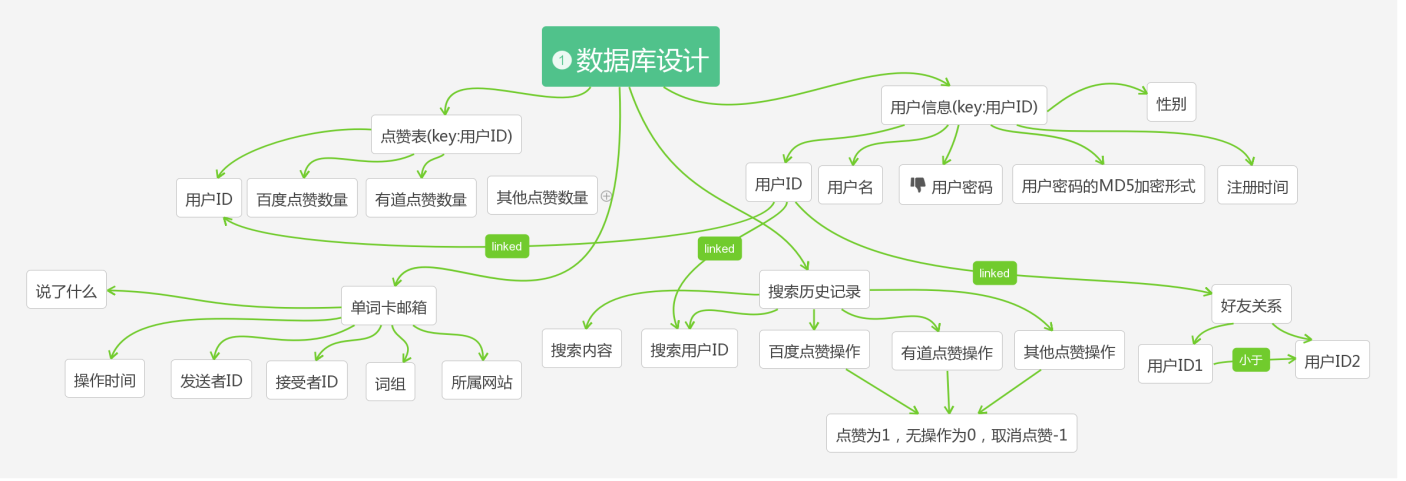 1 数据库设计
点赞表(key:用户ID)
用户信息(key:用户ID)
性别
用户ID
百度点赞数量
有道点赞数量
其他点赞数量
用户ID
用户名
用户密码
用户密码的MD5加密形式
注册时间
linked
linked
linked
说了什么
单词卡邮箱
搜索历史记录
好友关系
操作时间
发送者ID
接受者ID
词组
所属网站
搜索内容
搜索用户ID
百度点赞操作
有道点赞操作
其他点赞操作
用户ID1
小于
用户ID2
点赞为1，无操作为0，取消点赞-1